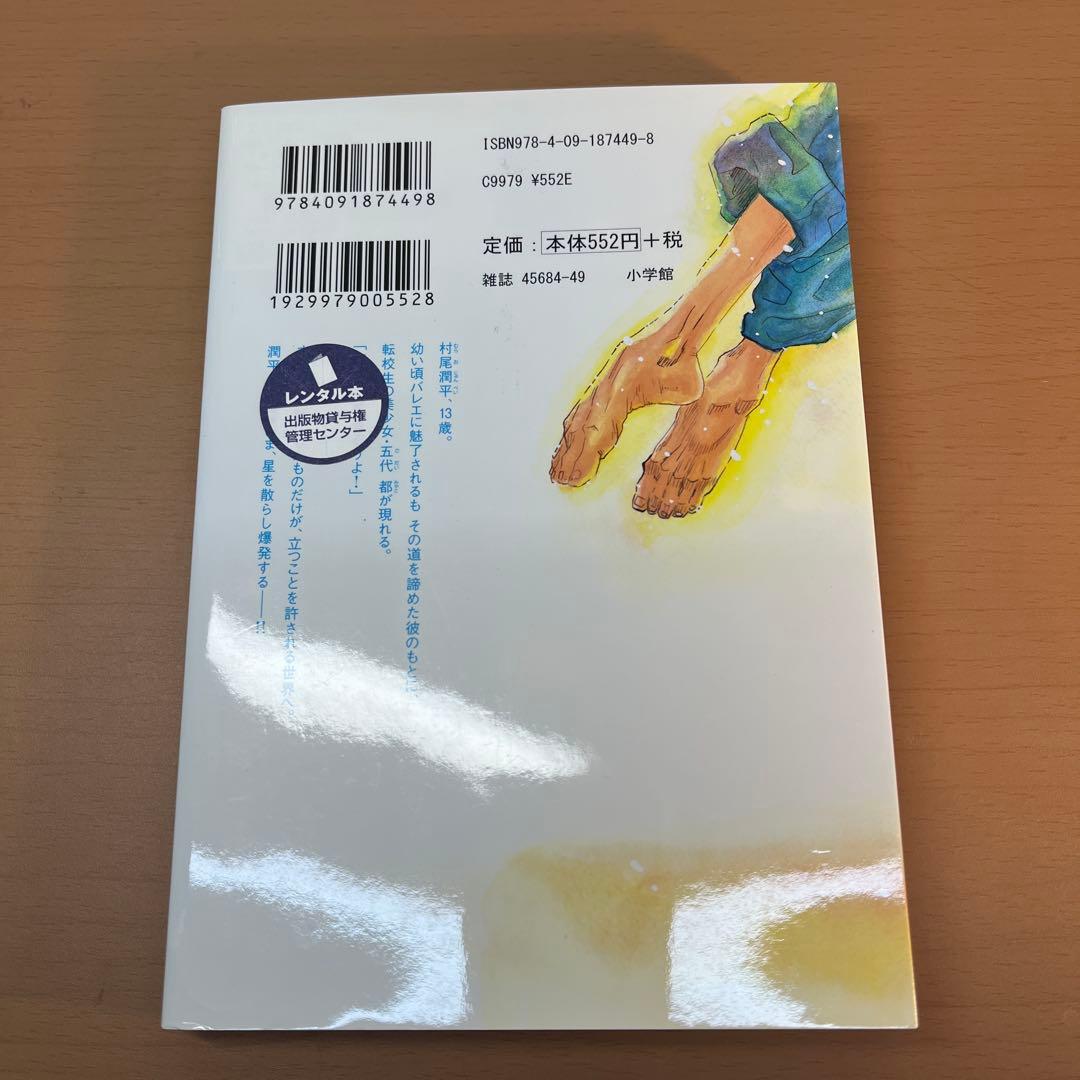 ISBN978-4-09-187449-8
9784091874498
C9979 ¥552E
定価：本体552円＋税
1929979005528
雑誌 45684-49 小学館
村尾潤平、13歳。
幼い頃バレエに魅了されるも その道を諦めた彼のもとに、
転校生の 少女・五代 都が現れる。
「 よ！」
ものだけが、立つことを許される世界へ。
潤平 ま、星を散らし爆発する――!!
レンタル本
出版物貸与権
管理センター